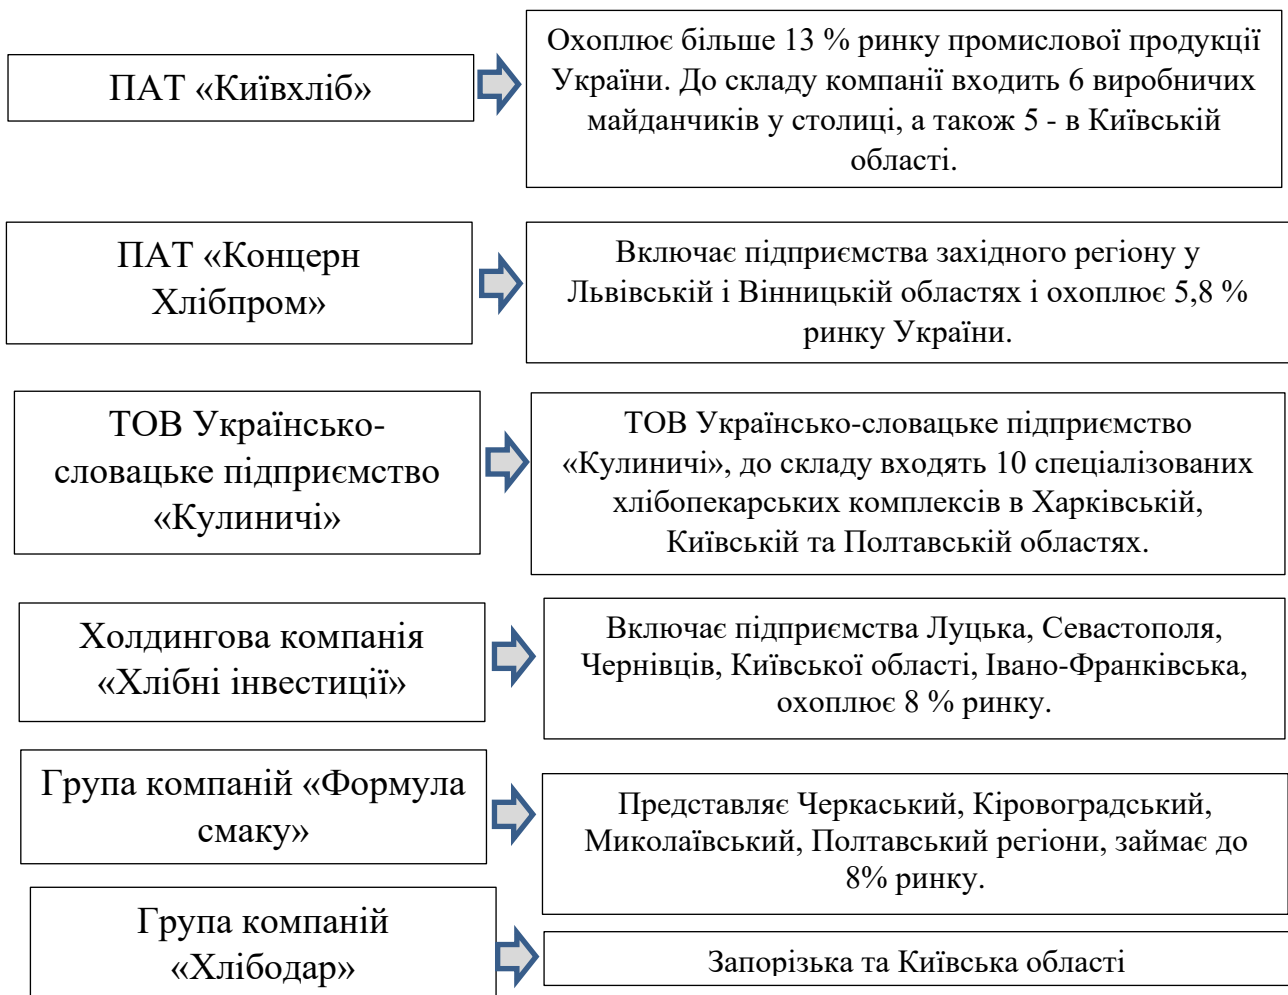 ПАТ «Київхліб»
Охоплює більше 13 % ринку промислової продукції
України. До складу компанії входить 6 виробничих
майданчиків у столиці, а також 5 - в Київській
області.
ПАТ «Концерн
Хлібпром»
Включає підприємства західного регіону у
Львівській і Вінницькій областях і охоплює 5,8 %
ринку України.
ТОВ Українсько-
словацьке підприємство
«Кулиничі»
ТОВ Українсько-словацьке підприємство
«Кулиничі», до складу входять 10 спеціалізованих
хлібопекарських комплексів в Харківській,
Київській та Полтавській областях.
Холдингова компанія
«Хлібні інвестиції»
Включає підприємства Луцька, Севастополя,
Чернівців, Київської області, Івано-Франківська,
охоплює 8 % ринку.
Група компаній «Формула
смаку»
Представляє Черкаський, Кіровоградський,
Миколаївський, Полтавський регіони, займає до
8% ринку.
Група компаній
«Хлібодар»
Запорізька та Київська області